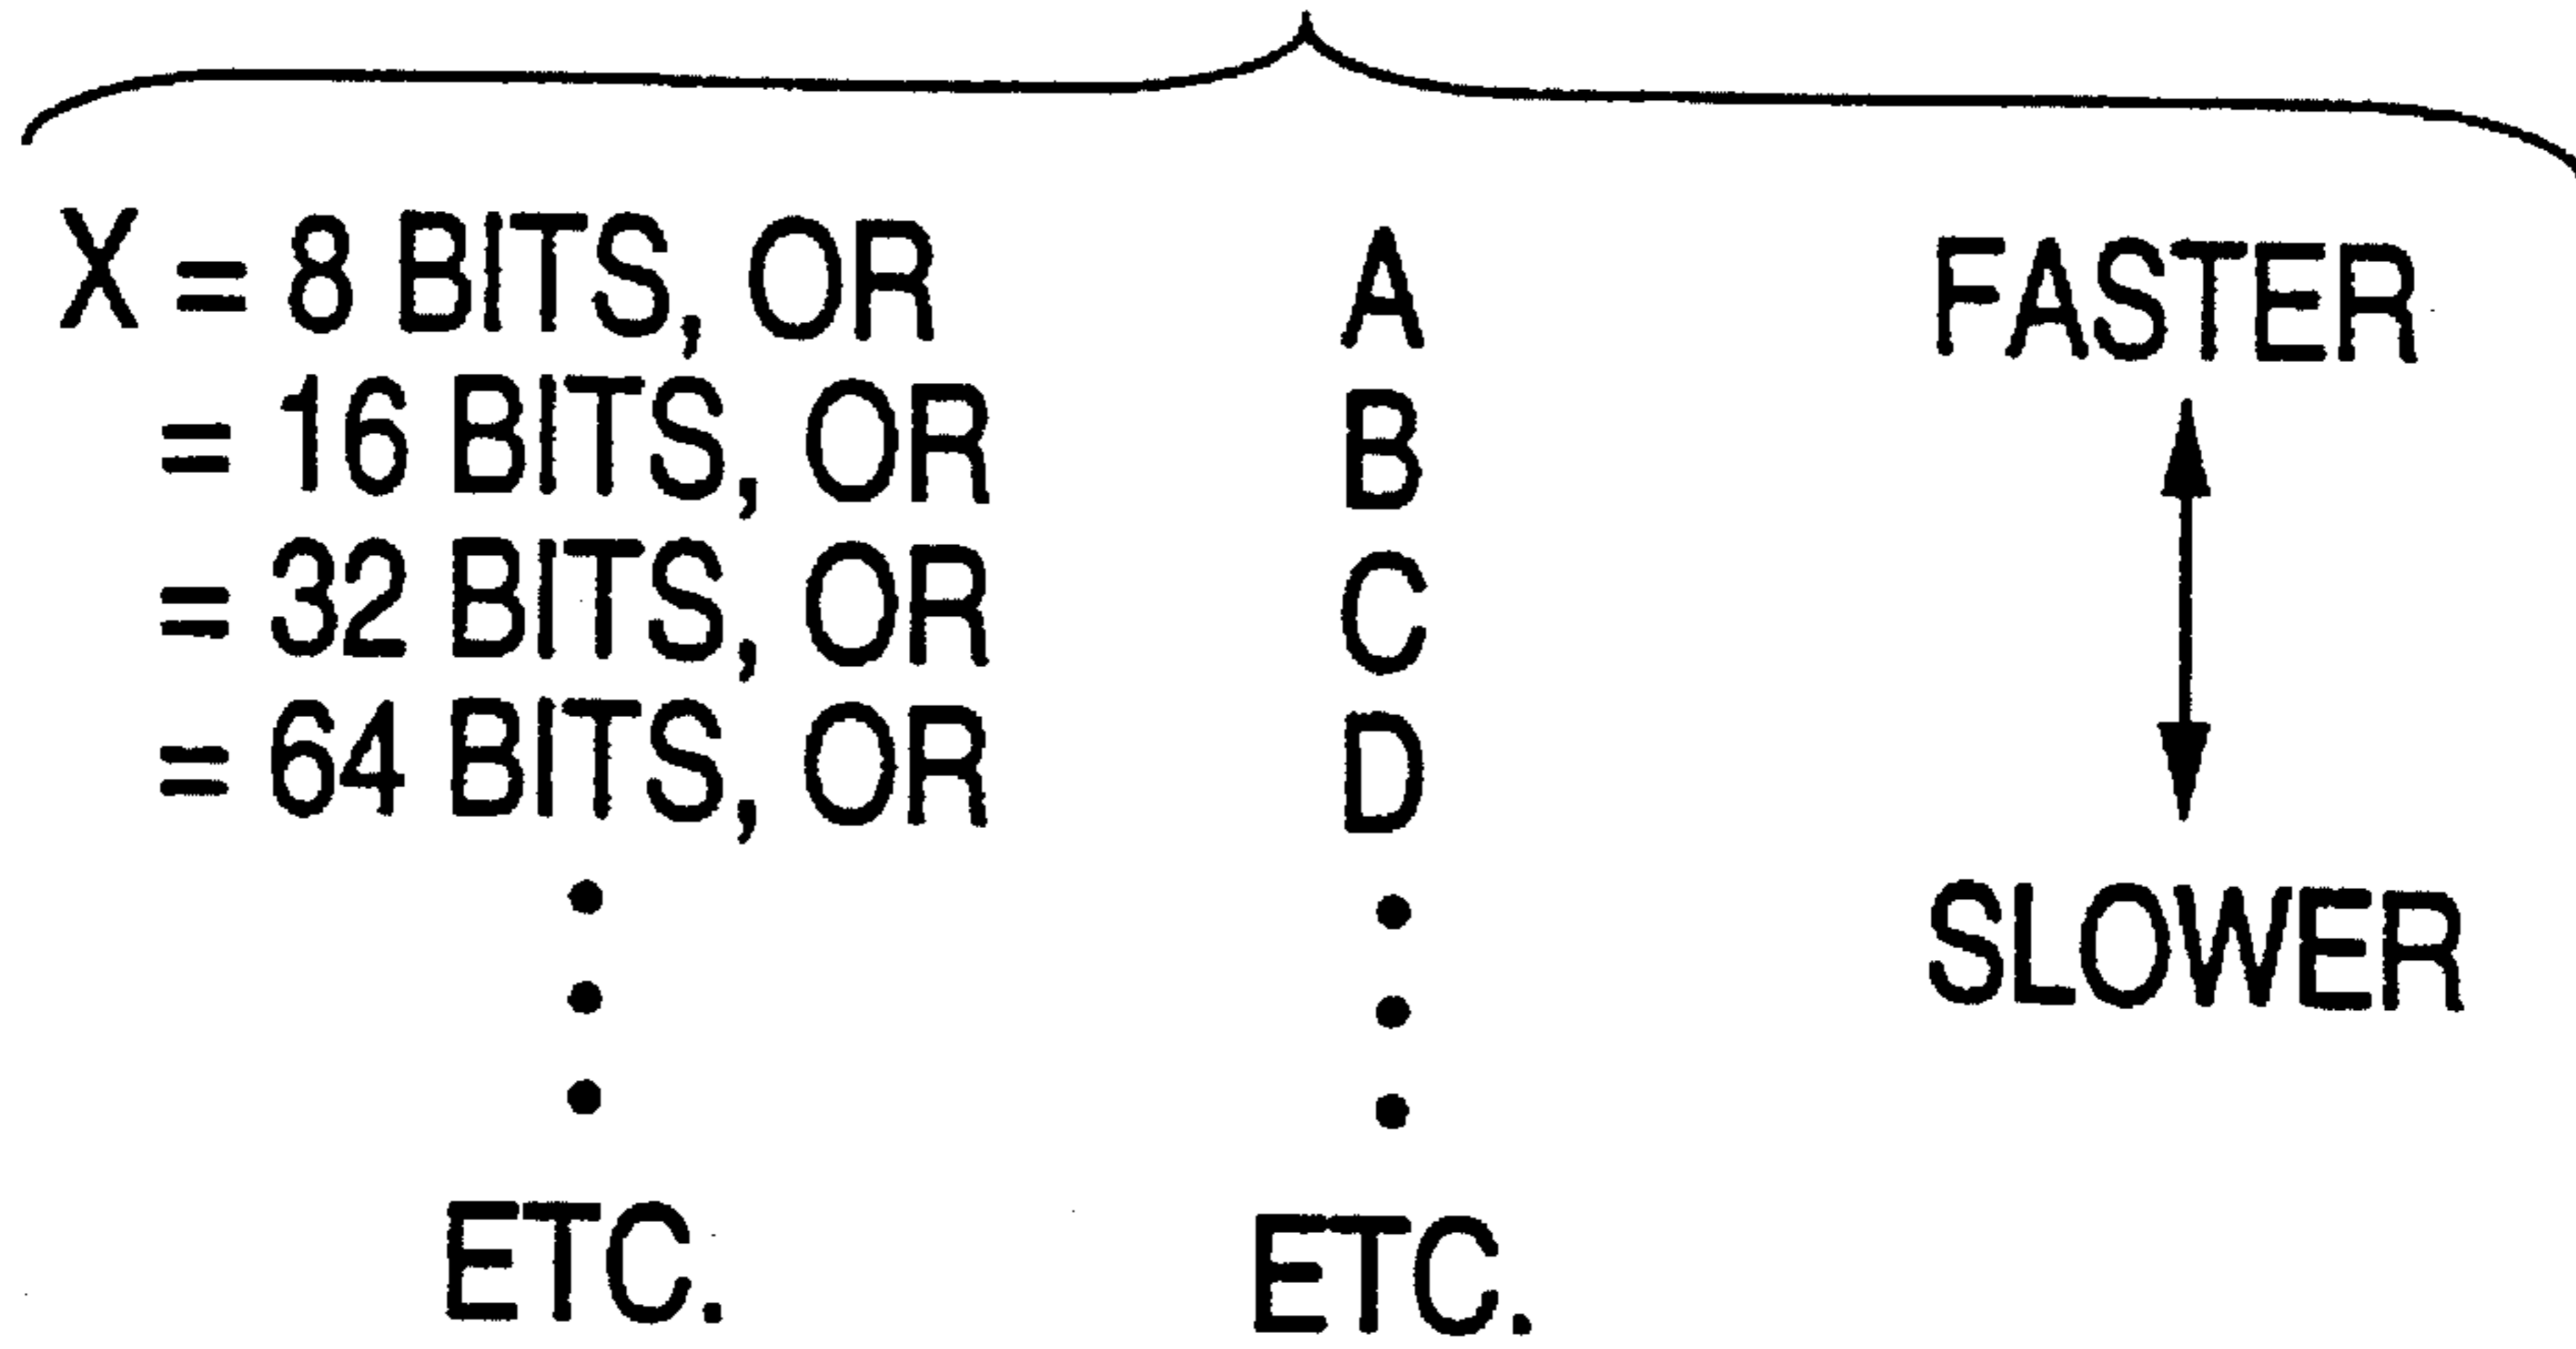 X = 8 BITS, OR A FASTER
= 16 BITS, OR B
= 32 BITS, OR C
= 64 BITS, OR D
SLOWER
ETC. ETC.